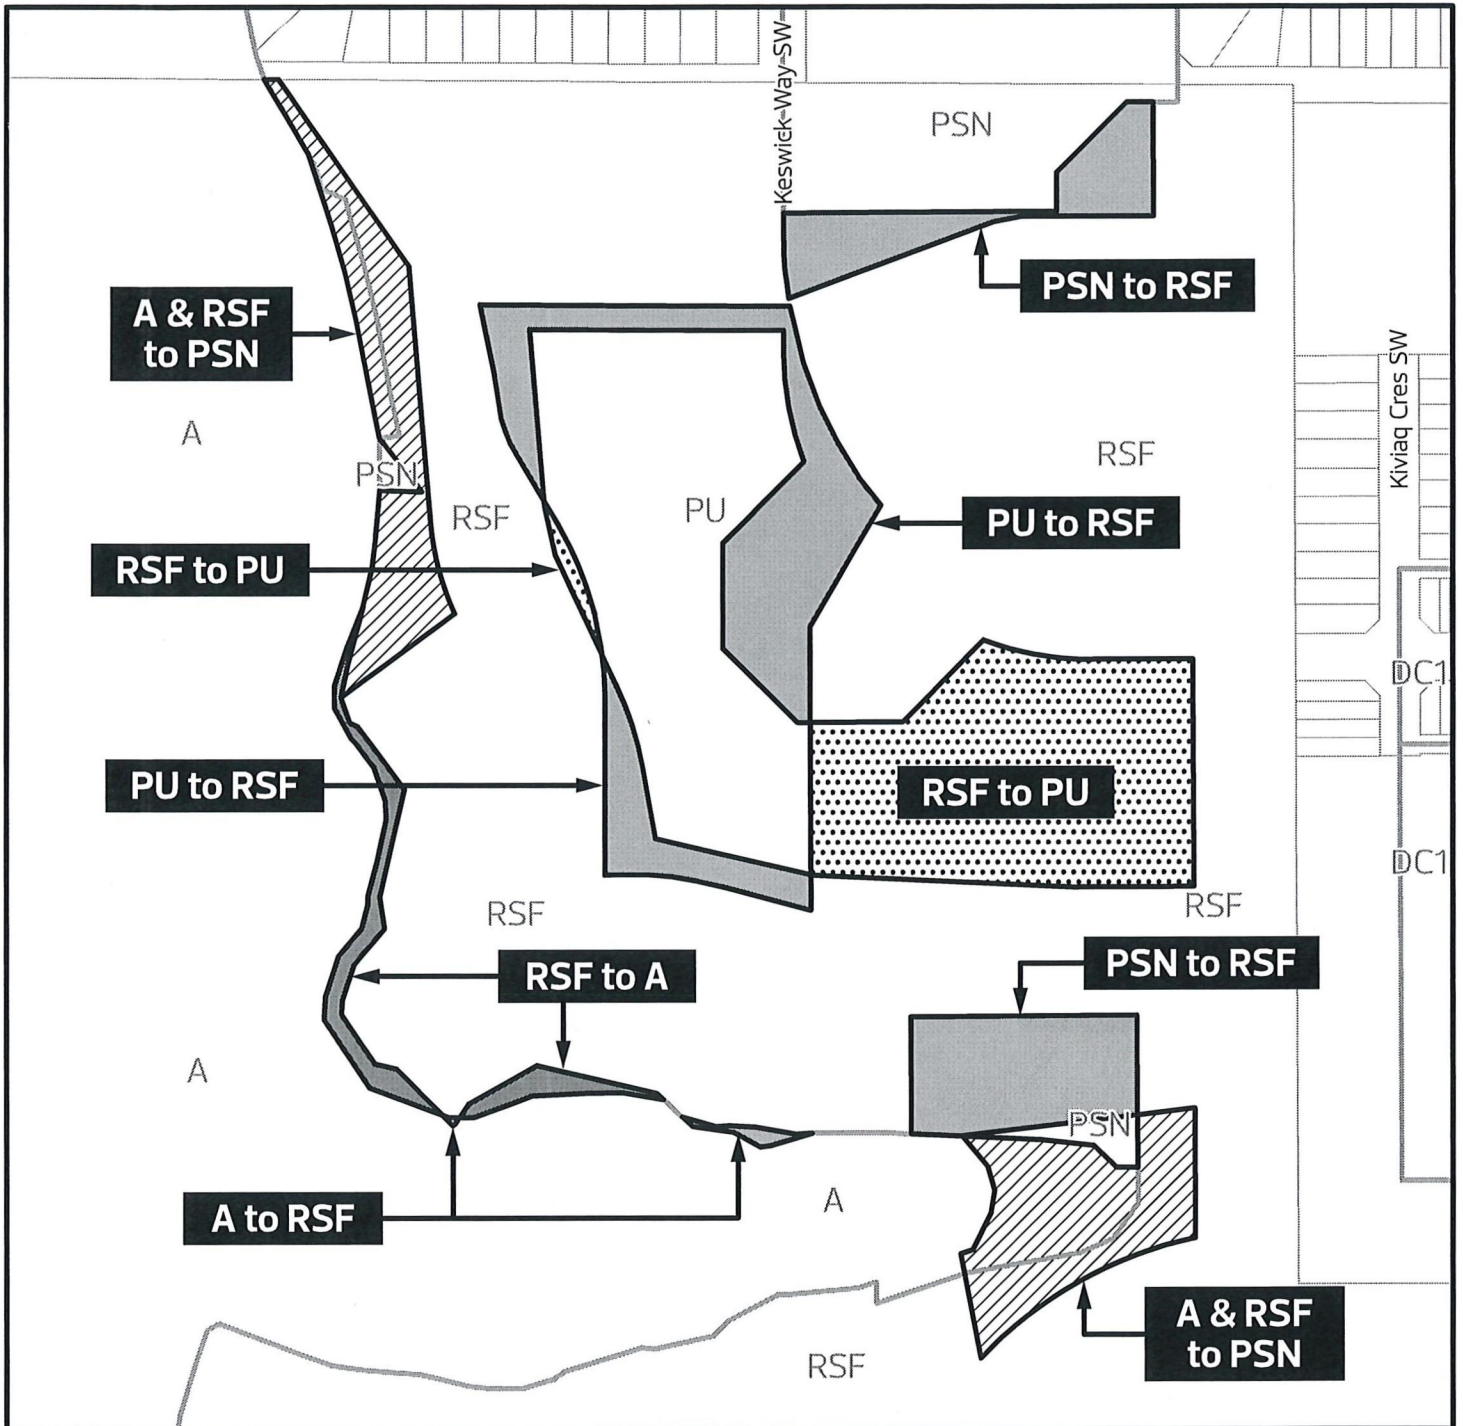 Keswick Way SW
PSN
PSN to RSF
A & RSF
to PSN
Kiviaq Cres SW
A
RSF
PSN
RSF
PU
PU to RSF
RSF to PU
DC1
PU to RSF
RSF to PU
DC1
RSF
RSF
PSN to RSF
RSF to A
A
PSN
A to RSF
A
A & RSF
to PSN
RSF